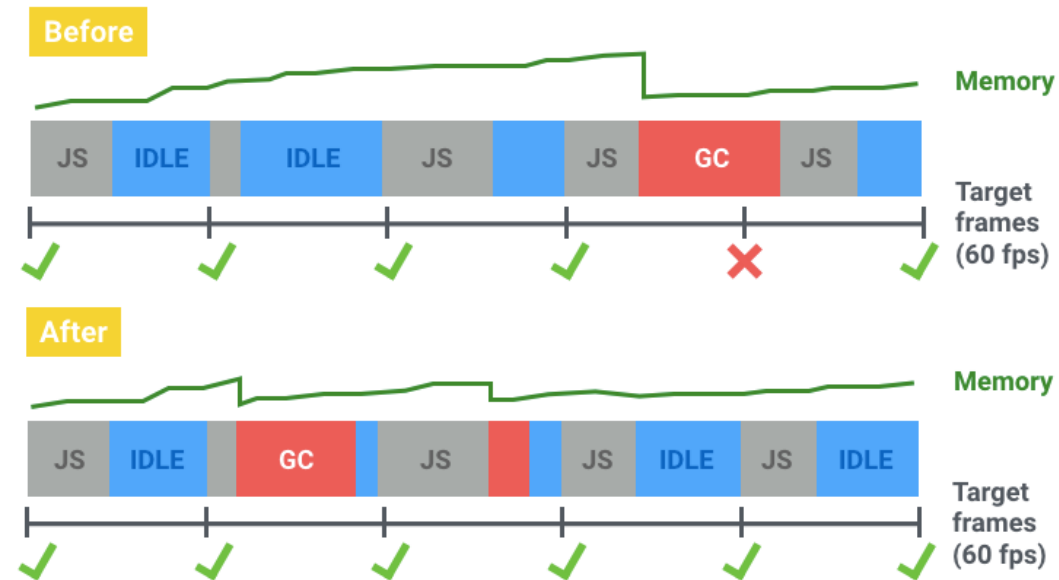 Before
Memory
JS IDLE IDLE JS JS GC JS
Target
frames
(60 fps)
After
Memory
JS IDLE GC JS JS IDLE JS IDLE
Target
frames
(60 fps)